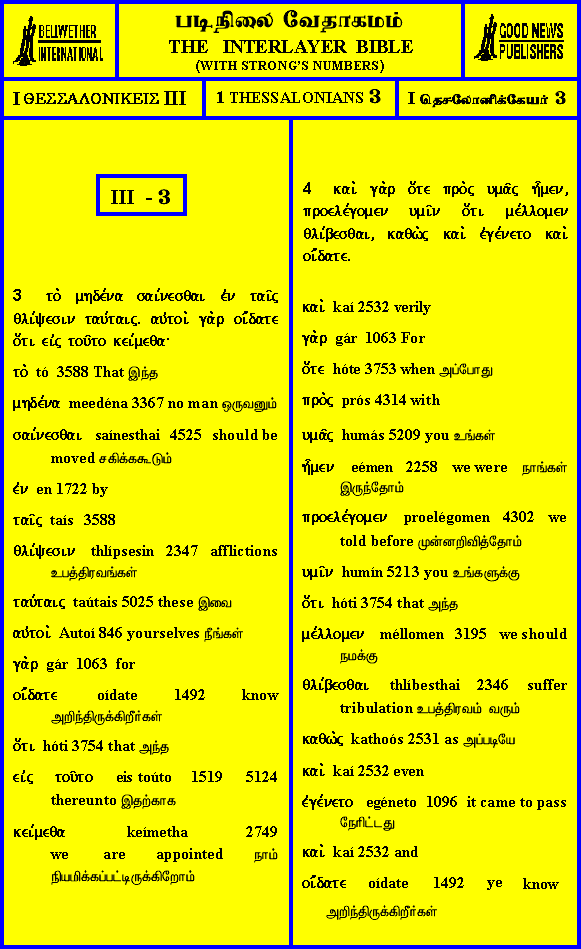 BELLWETHER
INTERNATIONAL
படிநிலை வேதாகமம்
THE INTERLAYER BIBLE
(WITH STRONG'S NUMBERS)
GOOD NEWS
PUBLISHERS
I ΘΕΣΣΑΛΟΝΙΚΕΙΣ III
1 THESSALONIANS 3
I தெசலோனிக்கேயர் 3
III - 3
3 τὸ μηδένα σαίνεσθαι ἐν ταῖς
θλίψεσιν ταύταις. αὐτοὶ γὰρ οἴδατε
ὅτι εἰς τοῦτο κείμεθα·
τὸ tó 3588 That இந்த
μηδένα meedéna 3367 no man ஒருவனும்
σαίνεσθαι saínesthai 4525 should be
moved சகிக்ககூடும்
ἐν en 1722 by
ταῖς taís 3588
θλίψεσιν thlípsesin 2347 afflictions
உபத்திரவங்கள்
ταύταις taútais 5025 these இவை
αὐτοὶ Autoí 846 yourselves நீங்கள்
γὰρ gár 1063 for
οἴδατε oídate 1492 know
அறிந்திருக்கிறீர்கள்
ὅτι hóti 3754 that அந்த
εἰς τοῦτο eis toúto 1519 5124
thereunto இதற்காக
κείμεθα keímetha 2749
we are appointed நாம்
நியமிக்கப்பட்டிருக்கிறோம்
4 καὶ γὰρ ὅτε πρὸς υμᾶς ἦμεν,
προελέγομεν υμῖν ὅτι μέλλομεν
θλίβεσθαι, καθὼς καὶ ἐγένετο καὶ
οἴδατε.
καὶ kaí 2532 verily
γὰρ gár 1063 For
ὅτε hóte 3753 when அப்போது
πρὸς prós 4314 with
υμᾶς humás 5209 you உங்கள்
ἦμεν eémen 2258 we were நாங்கள்
இருந்தோம்
προελέγομεν proelégomen 4302 we
told before முன்னறிவித்தோம்
υμῖν humín 5213 you உங்களுக்கு
ὅτι hóti 3754 that அந்த
μέλλομεν méllomen 3195 we should
நமக்கு
θλίβεσθαι thlíbesthai 2346 suffer
tribulation உபத்திரவம் வரும்
καθὼς kathoós 2531 as அப்படியே
καὶ kaí 2532 even
ἐγένετο egéneto 1096 it came to pass
நேரிட்டது
καὶ kaí 2532 and
οἴδατε oídate 1492 ye know
அறிந்திருக்கிறீர்கள்